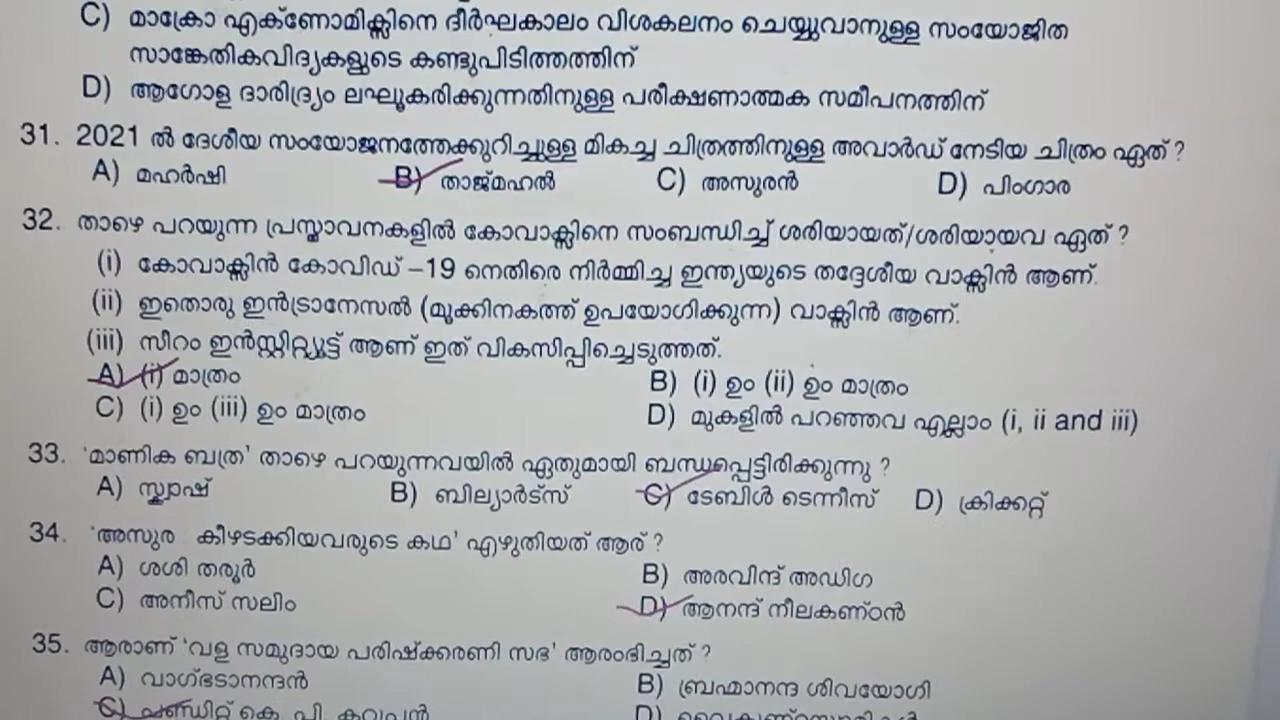 C) മാക്രോ എക്ണോമിക്സിനെ ദീർഘകാലം വിശകലനം ചെയ്യുവാനുള്ള സംയോജിത
സാങ്കേതികവിദ്യകളുടെ കണ്ടുപിടിത്തത്തിന്
D) ആഗോള ദാരിദ്ര്യം ലഘൂകരിക്കുന്നതിനുള്ള പരീക്ഷണാത്മക സമീപനത്തിന്
31. 2021 ൽ ദേശീയ സംയോജനത്തേക്കുറിച്ചുള്ള മികച്ച ചിത്രത്തിനുള്ള അവാർഡ് നേടിയ ചിത്രം ഏത് ?
A) മഹർഷി B) താജ്മഹൽ C) അസുരൻ D) പിംഗാര
32. താഴെ പറയുന്ന പ്രസ്താവനകളിൽ കോവാക്സിനെ സംബന്ധിച്ച് ശരിയായത്/ശരിയായവ ഏത് ?
(i) കോവാക്സിൻ കോവിഡ് –19 നെതിരെ നിർമ്മിച്ച ഇന്ത്യയുടെ തദ്ദേശീയ വാക്സിൻ ആണ്.
(ii) ഇതൊരു ഇൻട്രാനേസൽ (മൂക്കിനകത്ത് ഉപയോഗിക്കുന്ന) വാക്സിൻ ആണ്.
(iii) സീറം ഇൻസ്റ്റിറ്റ്യൂട്ട് ആണ് ഇത് വികസിപ്പിച്ചെടുത്തത്.
A) (i) മാത്രം B) (i) ഉം (ii) ഉം മാത്രം
C) (i) ഉം (iii) ഉം മാത്രം D) മുകളിൽ പറഞ്ഞവ എല്ലാം (i, ii and iii)
33. 'മാണിക ബത്ര' താഴെ പറയുന്നവയിൽ ഏതുമായി ബന്ധപ്പെട്ടിരിക്കുന്നു ?
A) സ്ക്വാഷ് B) ബില്യാർട്സ് C) ടേബിൾ ടെന്നീസ് D) ക്രിക്കറ്റ്
34. 'അസുര കീഴടക്കിയവരുടെ കഥ' എഴുതിയത് ആര് ?
A) ശശി തരൂർ B) അരവിന്ദ് അഡിഗ
C) അനീസ് സലിം D) ആനന്ദ് നീലകണ്ഠൻ
35. ആരാണ് 'വള സമുദായ പരിഷ്ക്കരണി സഭ' ആരംഭിച്ചത് ?
A) വാഗ്ഭടാനന്ദൻ B) ബ്രഹ്മാനന്ദ ശിവയോഗി
C) പണ്ഡിറ്റ് കെ. പി. കറുപ്പൻ D)